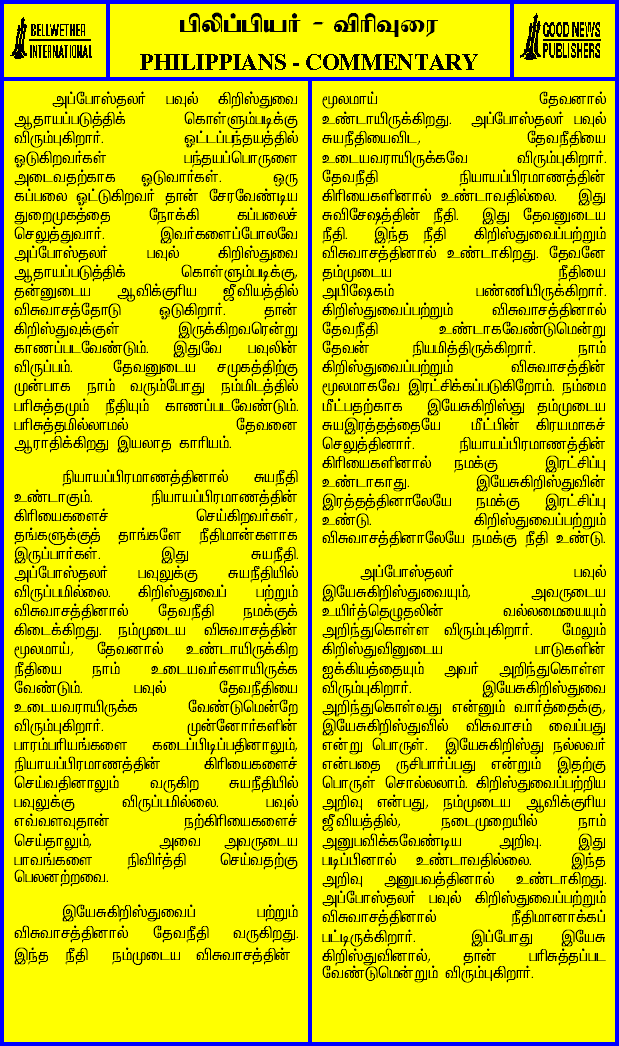 BELLWETHER
INTERNATIONAL
பிலிப்பியர் - விரிவுரை
PHILIPPIANS - COMMENTARY
GOOD NEWS
PUBLISHERS
அப்போஸ்தலர் பவுல் கிறிஸ்துவை
ஆதாயப்படுத்திக் கொள்ளும்படிக்கு
விரும்புகிறார். ஓட்டப்பந்தயத்தில்
ஓடுகிறவர்கள் பந்தயப்பொருளை
அடைவதற்காக ஓடுவார்கள். ஒரு
கப்பலை ஓட்டுகிறவர் தான் சேரவேண்டிய
துறைமுகத்தை நோக்கி கப்பலைச்
செலுத்துவார். இவர்களைப்போலவே
அப்போஸ்தலர் பவுல் கிறிஸ்துவை
ஆதாயப்படுத்திக் கொள்ளும்படிக்கு,
தன்னுடைய ஆவிக்குரிய ஜீவியத்தில்
விசுவாசத்தோடு ஓடுகிறார். தான்
கிறிஸ்துவுக்குள் இருக்கிறவரென்று
காணப்படவேண்டும். இதுவே பவுலின்
விருப்பம். தேவனுடைய சமுகத்திற்கு
முன்பாக நாம் வரும்போது நம்மிடத்தில்
பரிசுத்தமும் நீதியும் காணப்படவேண்டும்.
பரிசுத்தமில்லாமல் தேவனை
ஆராதிக்கிறது இயலாத காரியம்.
நியாயப்பிரமாணத்தினால் சுயநீதி
உண்டாகும். நியாயப்பிரமாணத்தின்
கிரியைகளைச் செய்கிறவர்கள்,
தங்களுக்குத் தாங்களே நீதிமான்களாக
இருப்பார்கள். இது சுயநீதி.
அப்போஸ்தலர் பவுலுக்கு சுயநீதியில்
விருப்பமில்லை. கிறிஸ்துவைப் பற்றும்
விசுவாசத்தினால் தேவநீதி நமக்குக்
கிடைக்கிறது. நம்முடைய விசுவாசத்தின்
மூலமாய், தேவனால் உண்டாயிருக்கிற
நீதியை நாம் உடையவர்களாயிருக்க
வேண்டும். பவுல் தேவநீதியை
உடையவராயிருக்க வேண்டுமென்றே
விரும்புகிறார். முன்னோர்களின்
பாரம்பரியங்களை கடைப்பிடிப்பதினாலும்,
நியாயப்பிரமாணத்தின் கிரியைகளைச்
செய்வதினாலும் வருகிற சுயநீதியில்
பவுலுக்கு விருப்பமில்லை. பவுல்
எவ்வளவுதான் நற்கிரியைகளைச்
செய்தாலும், அவை அவருடைய
பாவங்களை நிவிர்த்தி செய்வதற்கு
பெலனற்றவை.
இயேசுகிறிஸ்துவைப் பற்றும்
விசுவாசத்தினால் தேவநீதி வருகிறது.
இந்த நீதி நம்முடைய விசுவாசத்தின்
மூலமாய் தேவனால்
உண்டாயிருக்கிறது. அப்போஸ்தலர் பவுல்
சுயநீதியைவிட, தேவநீதியை
உடையவராயிருக்கவே விரும்புகிறார்.
தேவநீதி நியாயப்பிரமாணத்தின்
கிரியைகளினால் உண்டாவதில்லை. இது
சுவிசேஷத்தின் நீதி. இது தேவனுடைய
நீதி. இந்த நீதி கிறிஸ்துவைப்பற்றும்
விசுவாசத்தினால் உண்டாகிறது. தேவனே
தம்முடைய நீதியை
அபிஷேகம் பண்ணியிருக்கிறார்.
கிறிஸ்துவைப்பற்றும் விசுவாசத்தினால்
தேவநீதி உண்டாகவேண்டுமென்று
தேவன் நியமித்திருக்கிறார். நாம்
கிறிஸ்துவைப்பற்றும் விசுவாசத்தின்
மூலமாகவே இரட்சிக்கப்படுகிறோம். நம்மை
மீட்பதற்காக இயேசுகிறிஸ்து தம்முடைய
சுயஇரத்தத்தையே மீட்பின் கிரயமாகச்
செலுத்தினார். நியாயப்பிரமாணத்தின்
கிரியைகளினால் நமக்கு இரட்சிப்பு
உண்டாகாது. இயேசுகிறிஸ்துவின்
இரத்தத்தினாலேயே நமக்கு இரட்சிப்பு
உண்டு. கிறிஸ்துவைப்பற்றும்
விசுவாசத்தினாலேயே நமக்கு நீதி உண்டு.
அப்போஸ்தலர் பவுல்
இயேசுகிறிஸ்துவையும், அவருடைய
உயிர்த்தெழுதலின் வல்லமையையும்
அறிந்துகொள்ள விரும்புகிறார். மேலும்
கிறிஸ்துவினுடைய பாடுகளின்
ஐக்கியத்தையும் அவர் அறிந்துகொள்ள
விரும்புகிறார். இயேசுகிறிஸ்துவை
அறிந்துகொள்வது என்னும் வார்த்தைக்கு,
இயேசுகிறிஸ்துவில் விசுவாசம் வைப்பது
என்று பொருள். இயேசுகிறிஸ்து நல்லவர்
என்பதை ருசிபார்ப்பது என்றும் இதற்கு
பொருள் சொல்லலாம். கிறிஸ்துவைப்பற்றிய
அறிவு என்பது, நம்முடைய ஆவிக்குரிய
ஜீவியத்தில், நடைமுறையில் நாம்
அனுபவிக்கவேண்டிய அறிவு. இது
படிப்பினால் உண்டாவதில்லை. இந்த
அறிவு அனுபவத்தினால் உண்டாகிறது.
அப்போஸ்தலர் பவுல் கிறிஸ்துவைப்பற்றும்
விசுவாசத்தினால் நீதிமானாக்கப்
பட்டிருக்கிறார். இப்போது இயேசு
கிறிஸ்துவினால், தான் பரிசுத்தப்பட
வேண்டுமென்றும் விரும்புகிறார்.